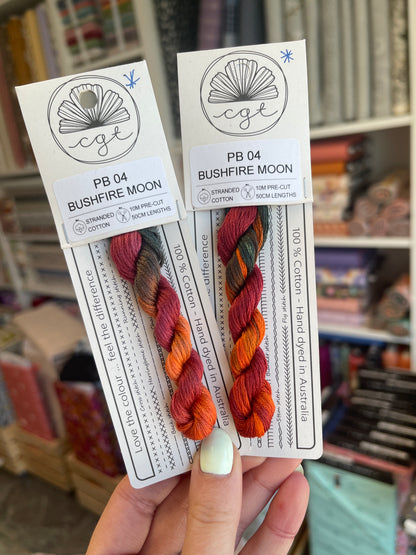 cgt
PB 04
BUSHFIRE MOON
STRANDED
COTTON
10M PRE-CUT
50CM LENGTHS
100 % Cotton - Hand dyed in Australia
Love the colour ... feel the difference
cgt
PB 04
BUSHFIRE MOON
STRANDED
COTTON
10M PRE-CUT
50CM LENGTHS
difference
100 % Cotton - Hand dyed in Australia